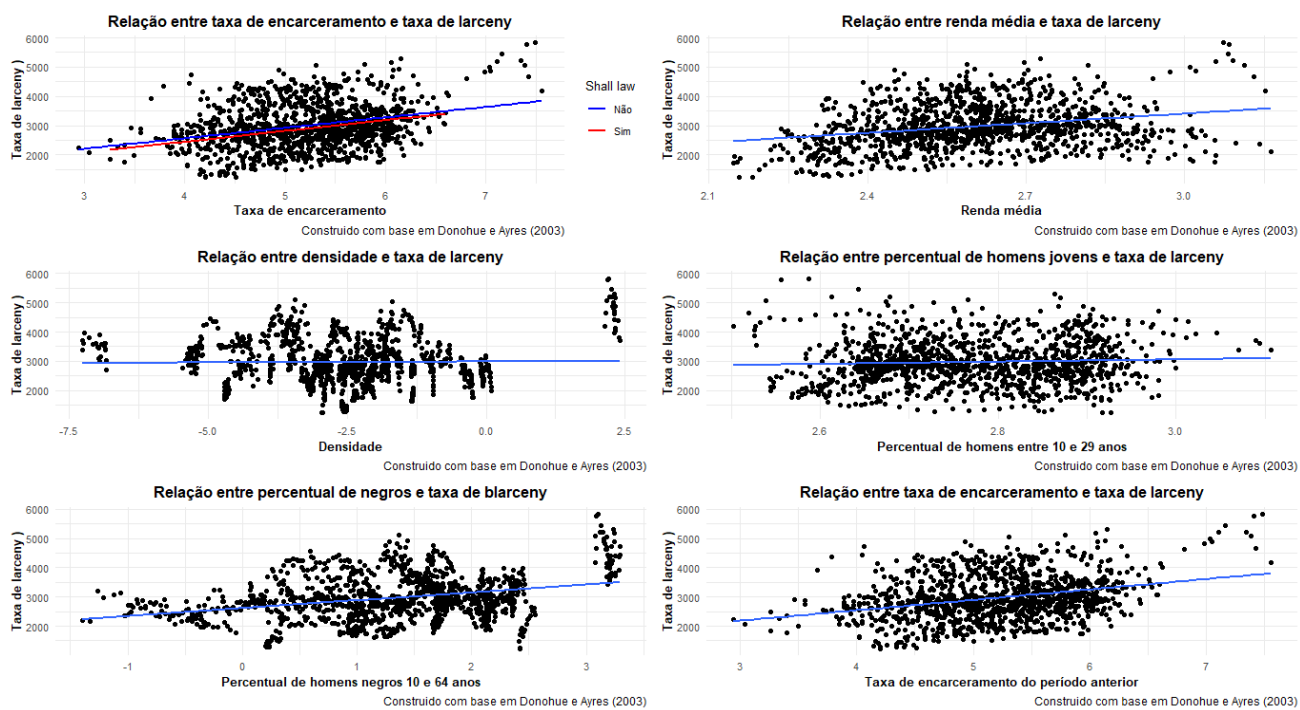 Relação entre taxa de encarceramento e taxa de larceny
Taxa de larceny )
6000
5000
4000
3000
2000
3
4
5
6
7
Taxa de encarceramento
Shall law
Não
Sim
Construido com base em Donohue e Ayres (2003)
Relação entre renda média e taxa de larceny
Taxa de larceny )
6000
5000
4000
3000
2000
2.1
2.4
2.7
3.0
Renda média
Construido com base em Donohue e Ayres (2003)
Relação entre densidade e taxa de larceny
Taxa de larceny )
6000
5000
4000
3000
2000
-7.5
-5.0
-2.5
0.0
2.5
Densidade
Construido com base em Donohue e Ayres (2003)
Relação entre percentual de homens jovens e taxa de larceny
Taxa de larceny )
6000
5000
4000
3000
2000
2.6
2.8
3.0
Percentual de homens entre 10 e 29 anos
Construido com base em Donohue e Ayres (2003)
Relação entre percentual de negros e taxa de blarceny
Taxa de larceny )
6000
5000
4000
3000
2000
-1
0
1
2
3
Percentual de homens negros 10 e 64 anos
Construido com base em Donohue e Ayres (2003)
Relação entre taxa de encarceramento e taxa de larceny
Taxa de larceny )
6000
5000
4000
3000
2000
3
4
5
6
7
Taxa de encarceramento do período anterior
Construido com base em Donohue e Ayres (2003)